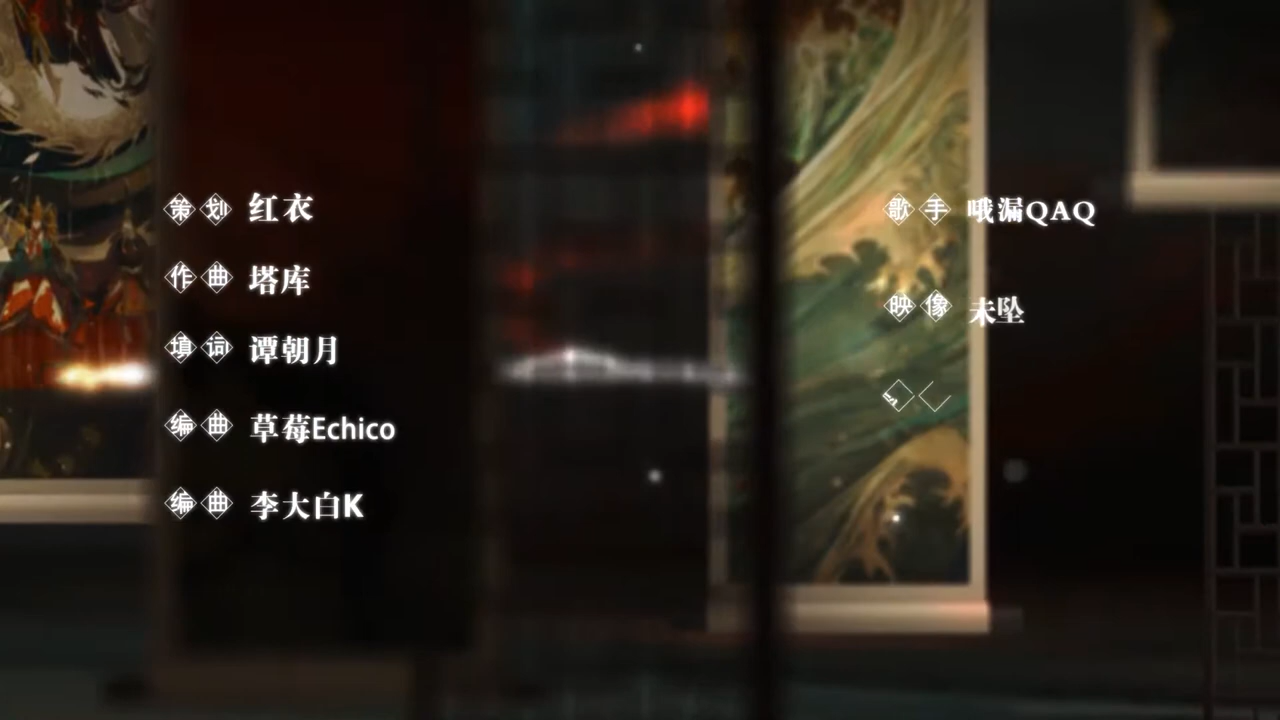 策划 红衣
作曲 塔库
填词 谭朝月
编曲 草莓Echico
编曲 李大白K
歌手 哦漏QAQ
映像 未坠